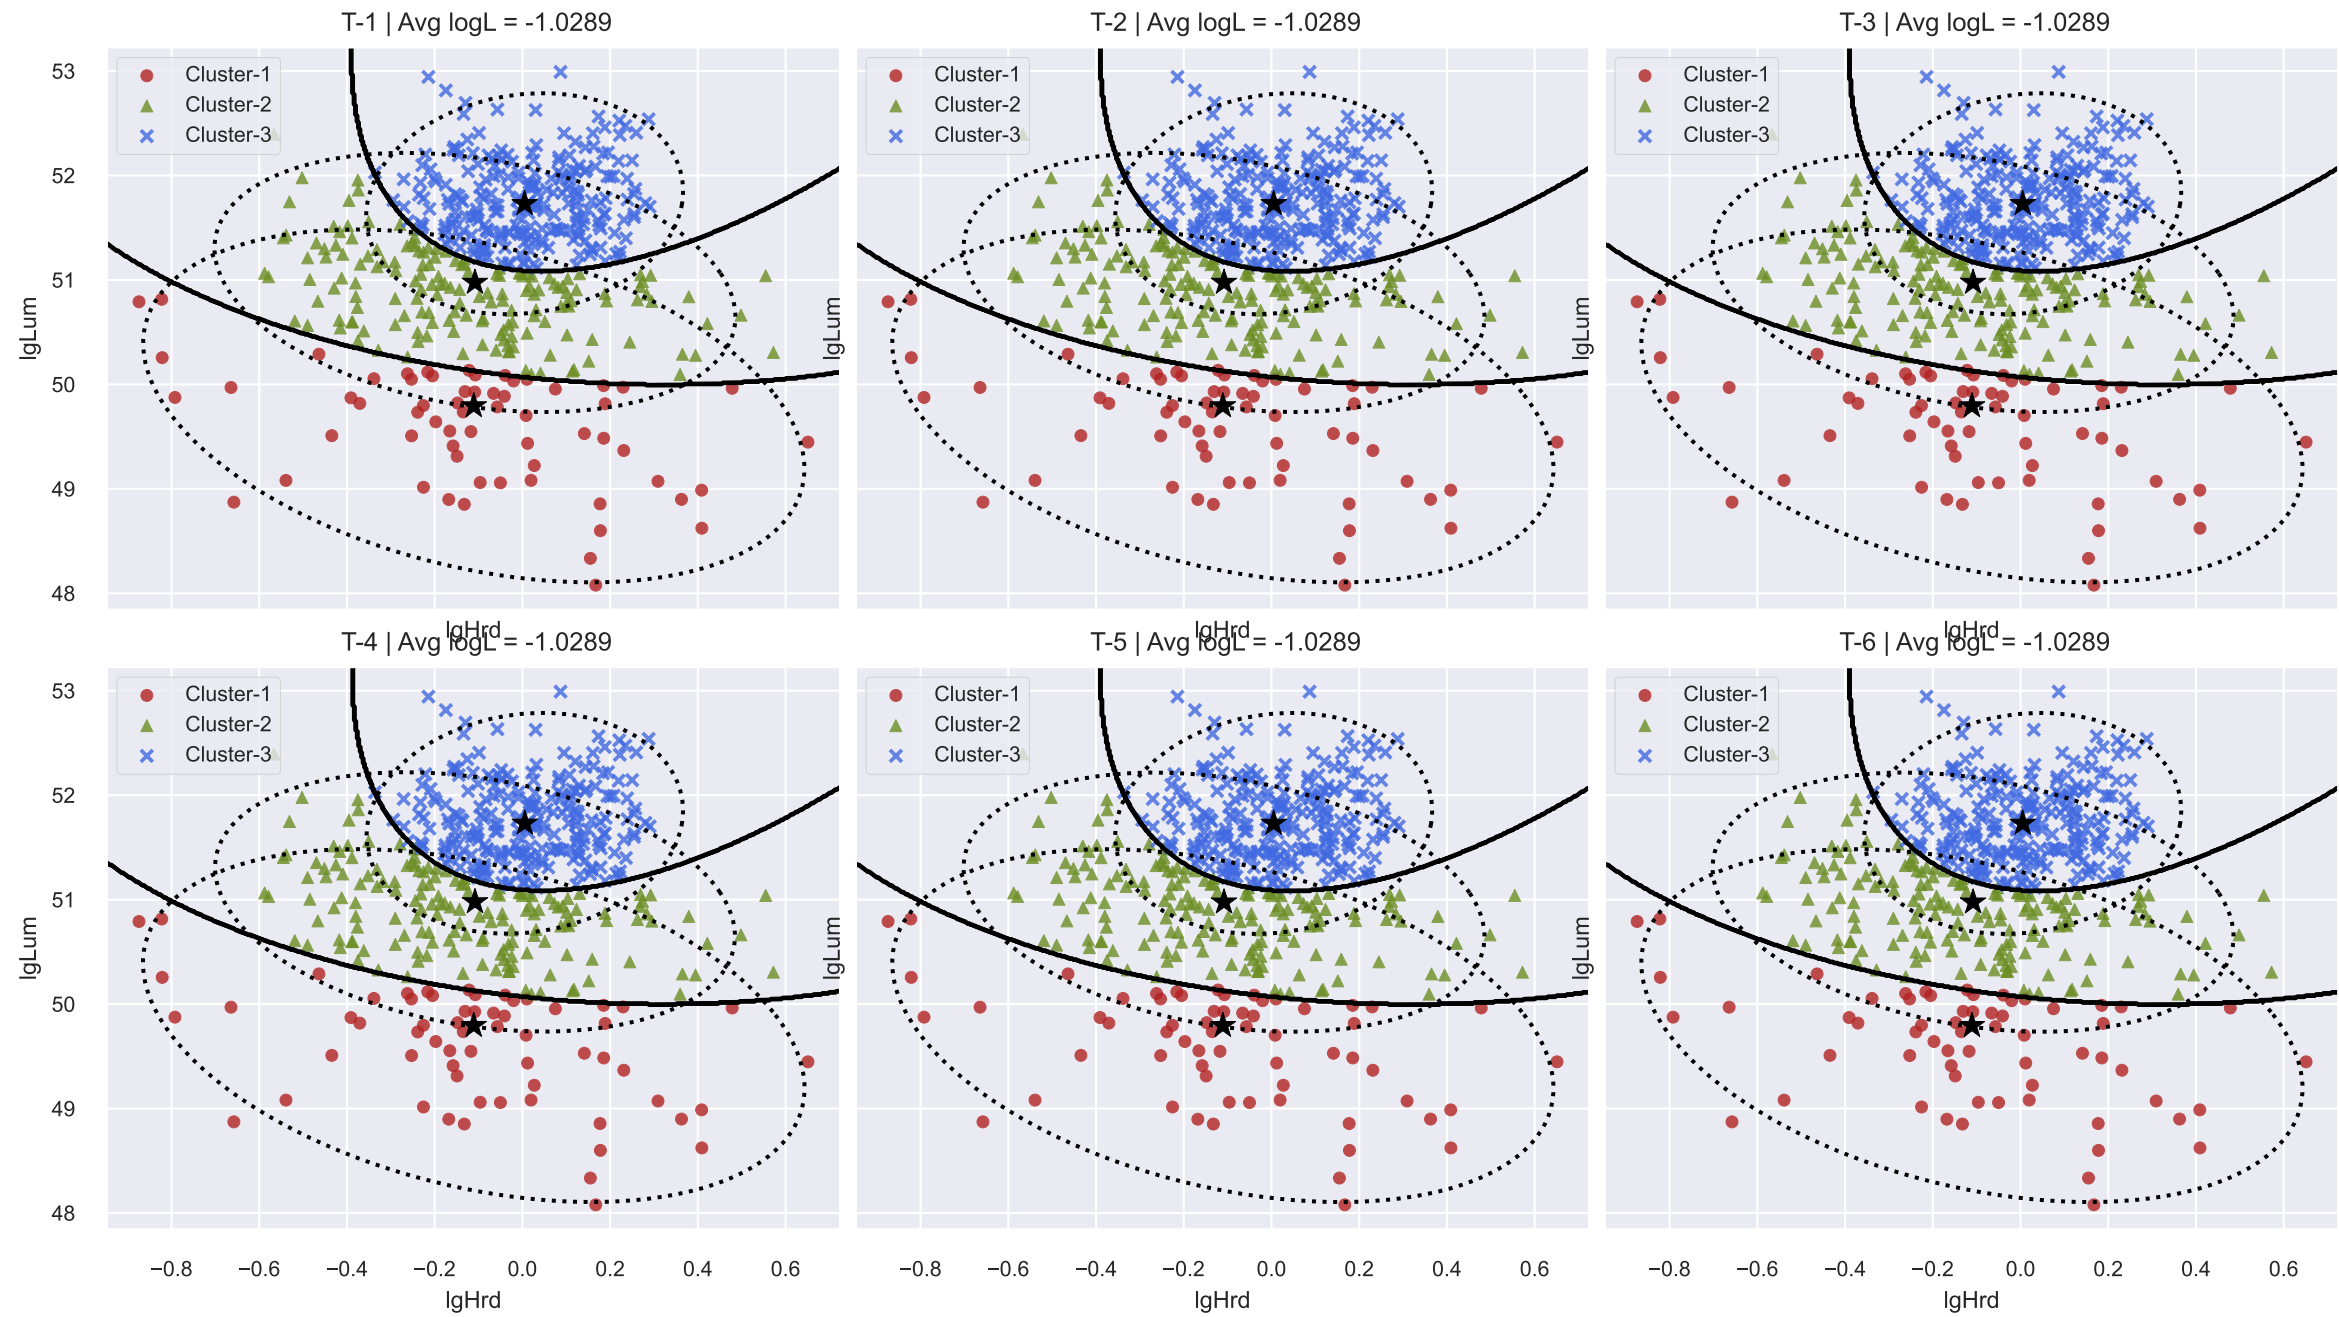 T-1 | Avg logL = -1.0289
T-2 | Avg logL = -1.0289
T-3 | Avg logL = -1.0289
Cluster-1
Cluster-2
Cluster-3
Cluster-1
Cluster-2
Cluster-3
Cluster-1
Cluster-2
Cluster-3
53
52
51
50
49
48
lgLum
lgLum
lgLum
lgHrd
lgHrd
lgHrd
T-4 | Avg logL = -1.0289
T-5 | Avg logL = -1.0289
T-6 | Avg logL = -1.0289
Cluster-1
Cluster-2
Cluster-3
Cluster-1
Cluster-2
Cluster-3
Cluster-1
Cluster-2
Cluster-3
53
52
51
50
49
48
lgLum
lgLum
lgLum
−0.8 −0.6 −0.4 −0.2 0.0 0.2 0.4 0.6
−0.8 −0.6 −0.4 −0.2 0.0 0.2 0.4 0.6
−0.8 −0.6 −0.4 −0.2 0.0 0.2 0.4 0.6
lgHrd
lgHrd
lgHrd